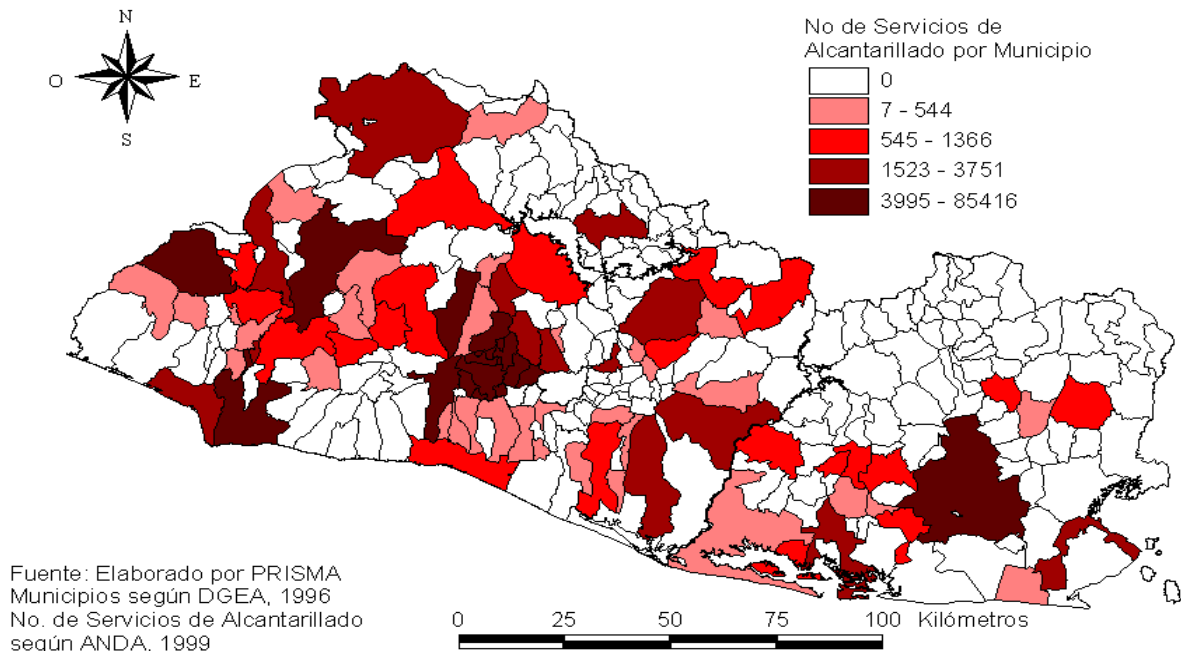 N
O
E
S
No de Servicios de
Alcantarillado por Municipio
0
7 - 544
545 - 1366
1523 - 3751
3995 - 85416
Fuente: Elaborado por PRISMA
Municipios según DGEA, 1996
No. de Servicios de Alcantarillado
según ANDA, 1999
0 25 50 75 100 Kilómetros